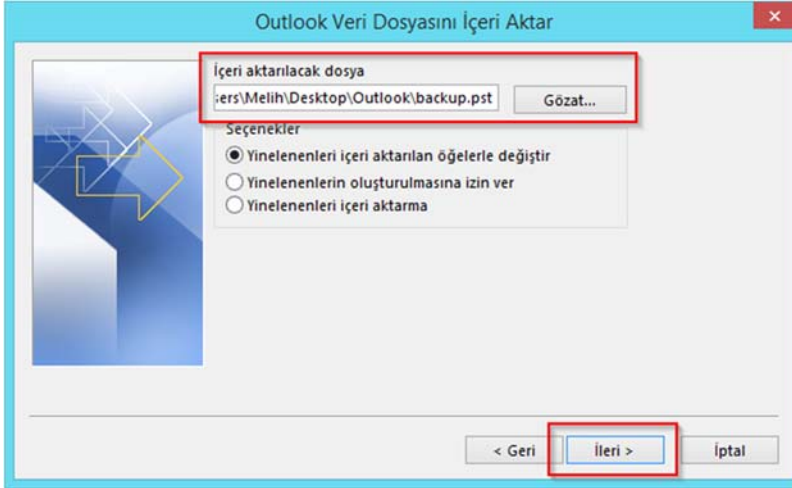 Outlook Veri Dosyasını İçeri Aktar
İçeri aktarılacak dosya
sers\Melih\Desktop\Outlook\backup.pst
Gözat...
Seçenekler
Yinelenenleri içeri aktarılan öğelerle değiştir
Yinelenenlerin oluşturulmasına izin ver
Yinelenenleri içeri aktarma
< Geri
İleri >
İptal